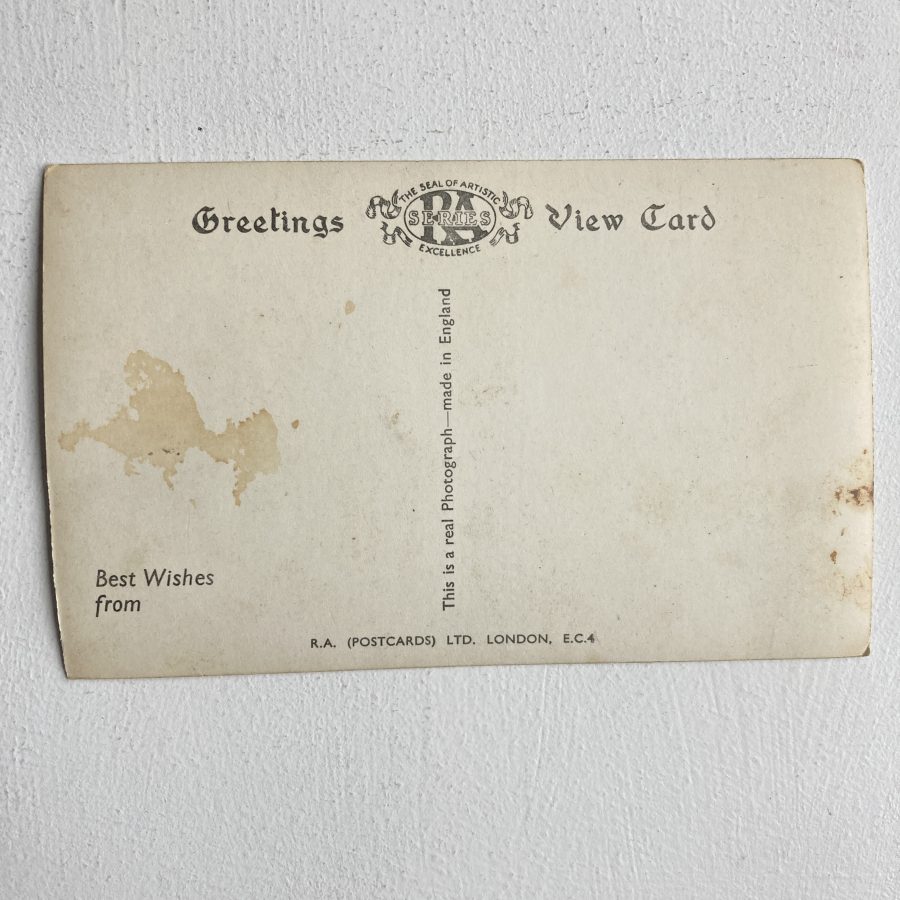 Greetings
THE SEAL OF ARTISTIC
RA
SERIES
EXCELLENCE
View Card
This is a real Photograph—made in England
Best Wishes
from
R.A. (POSTCARDS) LTD. LONDON, E.C.4